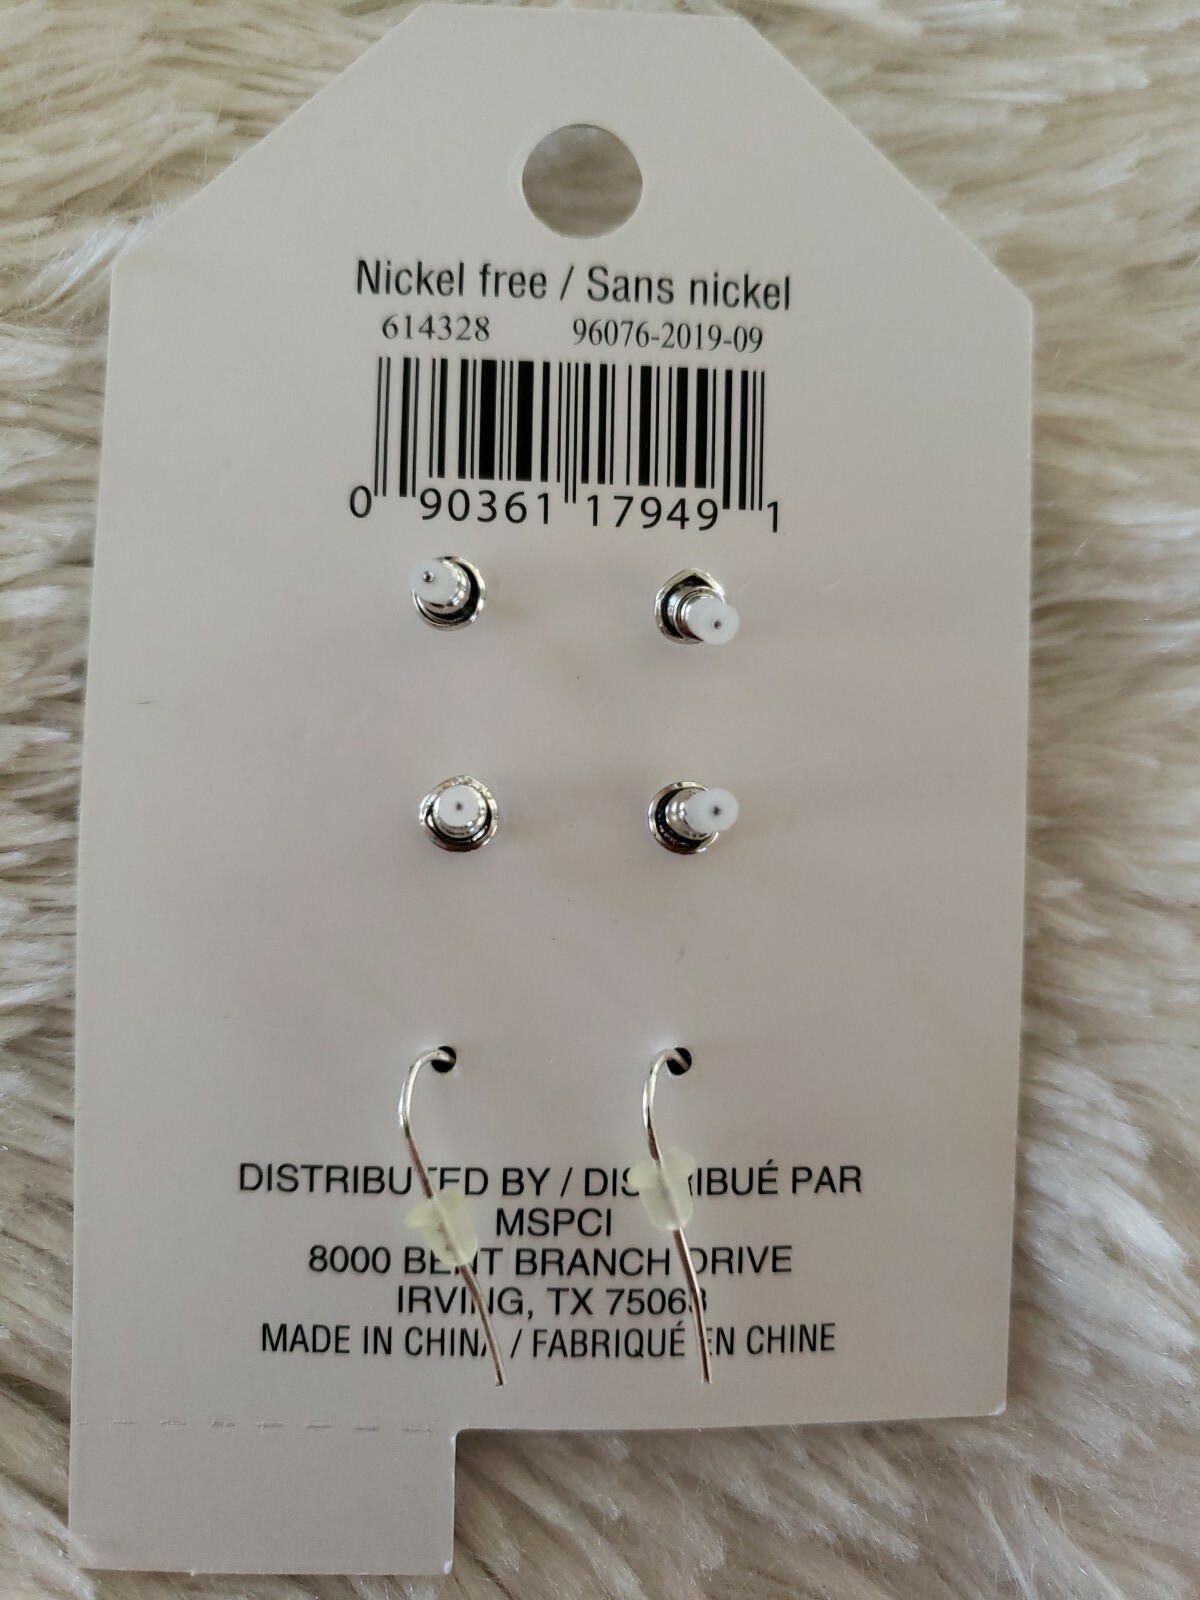 Nickel free / Sans nickel
614328 96076-2019-09
0 90361 17949 1
DISTRIBUTED BY / DISTRIBUÉ PAR
MSPCI
8000 BENT BRANCH DRIVE
IRVING, TX 75063
MADE IN CHINA / FABRIQUÉ EN CHINE